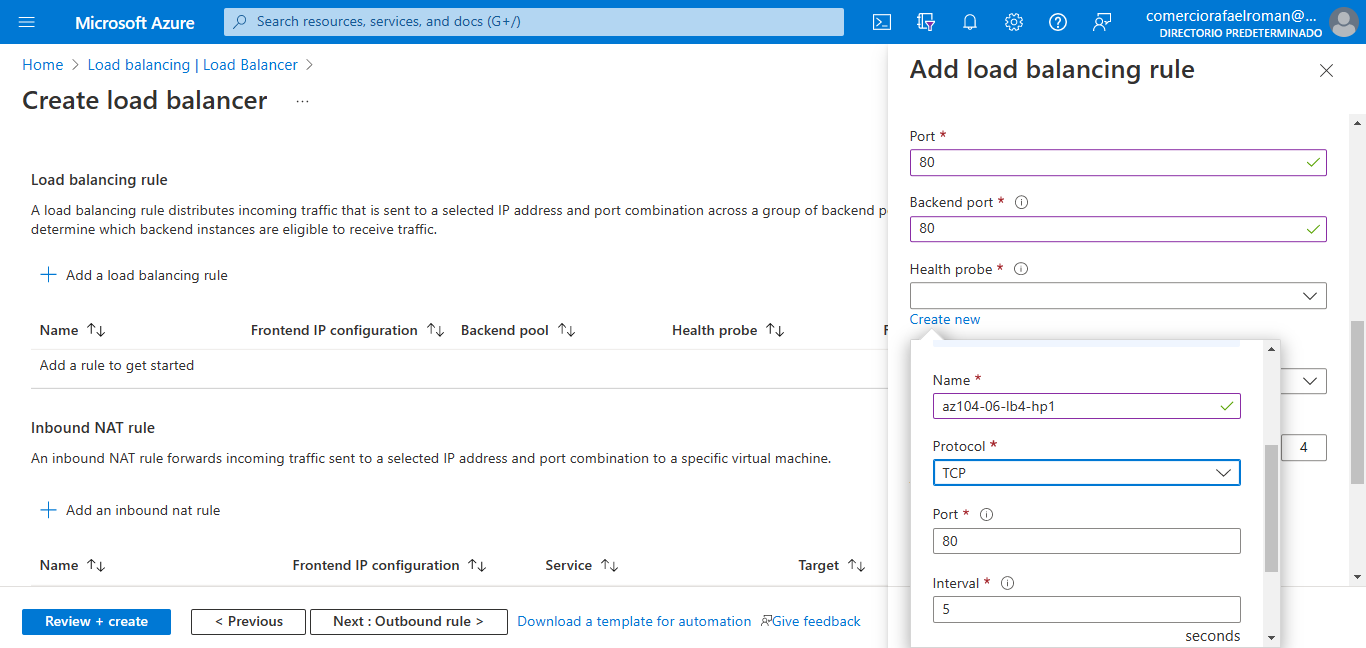 Microsoft Azure
Search resources, services, and docs (G+/)
comerciorafaelroman@...
DIRECTORIO PREDETERMINADO
Home > Load balancing | Load Balancer >
Create load balancer ...
Load balancing rule
A load balancing rule distributes incoming traffic that is sent to a selected IP address and port combination across a group of backend
determine which backend instances are eligible to receive traffic.
+ Add a load balancing rule
Name ↑↓ Frontend IP configuration ↑↓ Backend pool ↑↓ Health probe ↑↓
Add a rule to get started
Inbound NAT rule
An inbound NAT rule forwards incoming traffic sent to a selected IP address and port combination to a specific virtual machine.
+ Add an inbound nat rule
Name ↑↓ Frontend IP configuration ↑↓ Service ↑↓ Target ↑↓
Review + create < Previous Next : Outbound rule > Download a template for automation Give feedback
Add load balancing rule
Port *
80
Backend port *
80
Health probe *
Create new
Name *
az104-06-lb4-hp1
Protocol *
TCP
4
Port *
80
Interval *
5
seconds